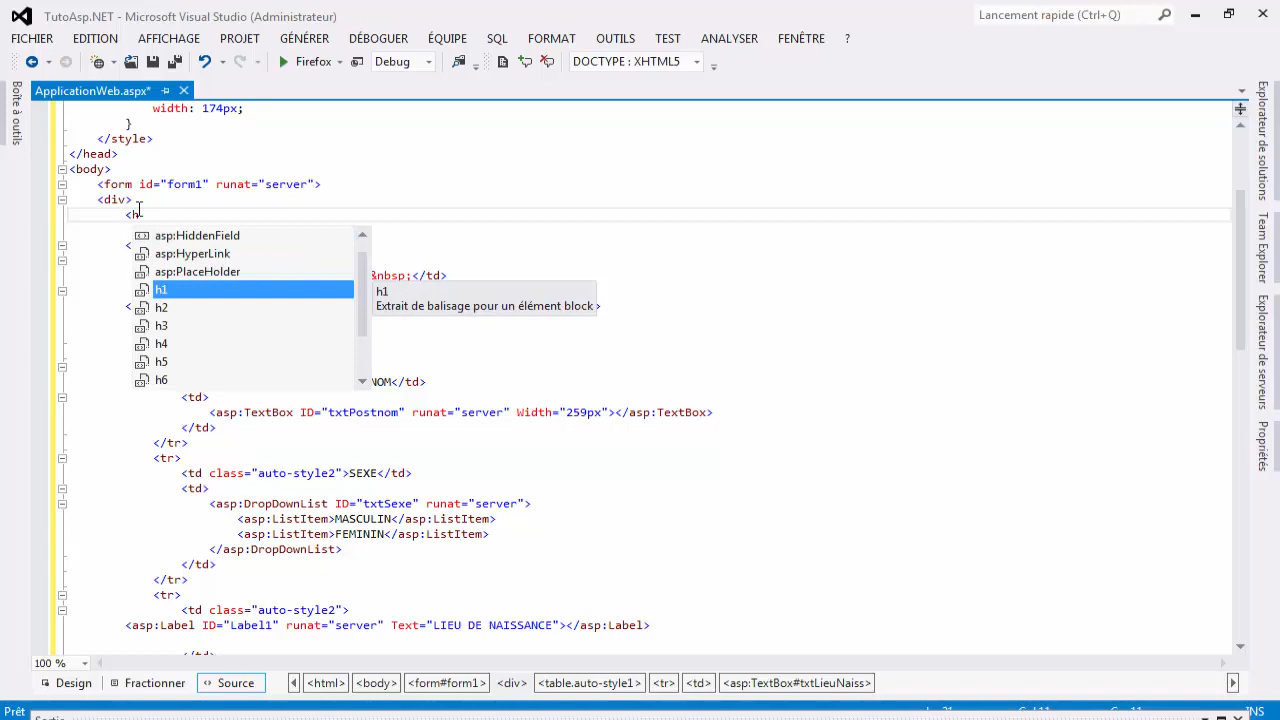 TutoAsp.NET - Microsoft Visual Studio (Administrateur)
Lancement rapide (Ctrl+Q)
FICHIER EDITION AFFICHAGE PROJET GÉNÉRER DÉBOGUER ÉQUIPE SQL FORMAT OUTILS TEST ANALYSER FENÊTRE ?
Firefox Debug DOCTYPE : XHTML5
ApplicationWeb.aspx*
Boîte à outils
Explorateur de solutions
Team Explorer
Explorateur de serveurs
Propriétés
width: 174px;
}
</style>
</head>
<body>
<form id="form1" runat="server">
<div>
<h
asp:HiddenField
<
asp:HyperLink
asp:PlaceHolder
&nbsp;</td>
h1
h1
Extrait de balisage pour un élément block
h2
<
>
h3
h4
h5
h6
NOM</td>
<td>
<asp:TextBox ID="txtPostnom" runat="server" Width="259px"></asp:TextBox>
</td>
</tr>
<tr>
<td class="auto-style2">SEXE</td>
<td>
<asp:DropDownList ID="txtSexe" runat="server">
<asp:ListItem>MASCULIN</asp:ListItem>
<asp:ListItem>FEMININ</asp:ListItem>
</asp:DropDownList>
</td>
</tr>
<tr>
<td class="auto-style2">
<asp:Label ID="Label1" runat="server" Text="LIEU DE NAISSANCE"></asp:Label>
</td>
100 %
Design Fractionner Source <html> <body> <form#form1> <div> <table.auto-style1> <tr> <td> <asp:TextBox#txtLieuNaiss>
Prêt
INS